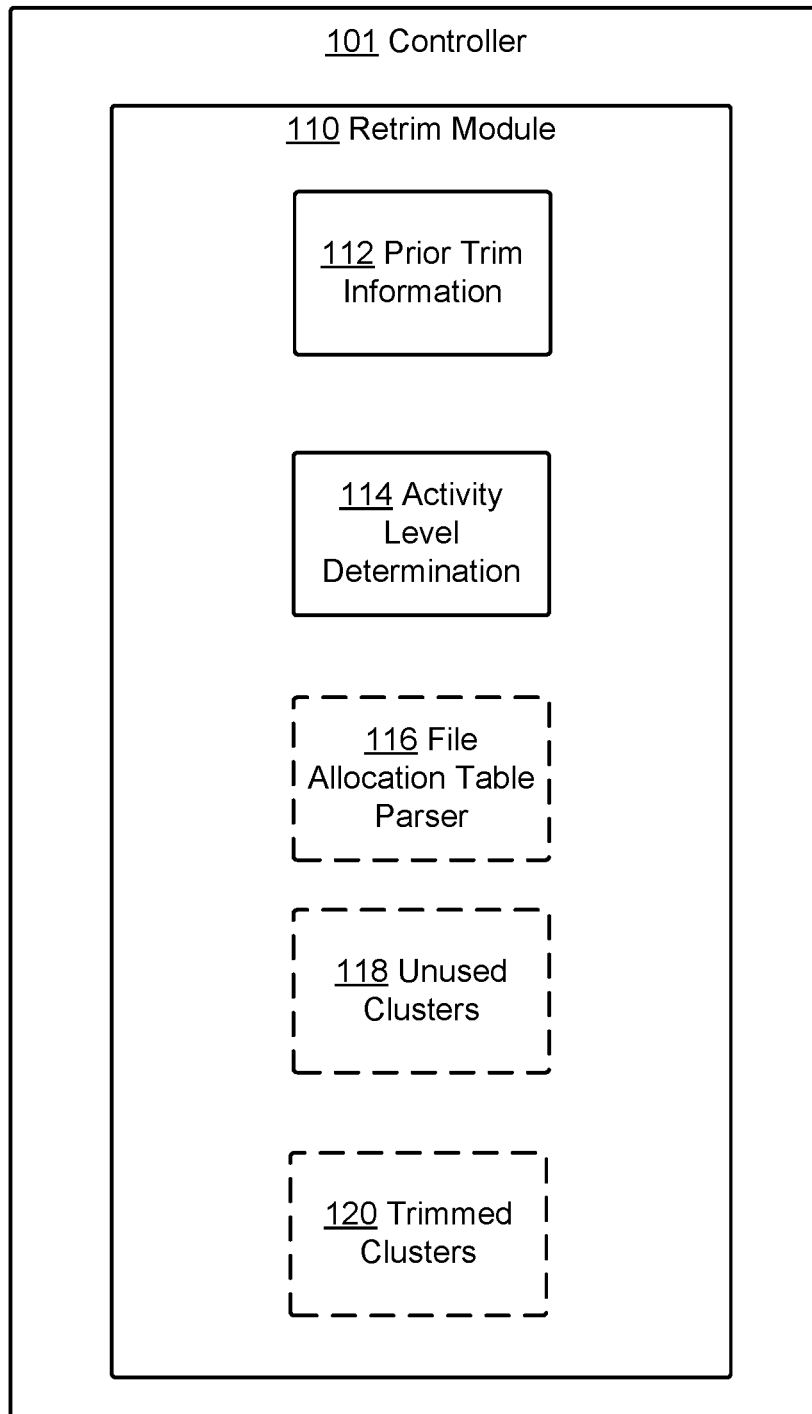 101 Controller
110 Retrim Module
112 Prior Trim
Information
114 Activity
Level
Determination
116 File
Allocation Table
Parser
118 Unused
Clusters
120 Trimmed
Clusters